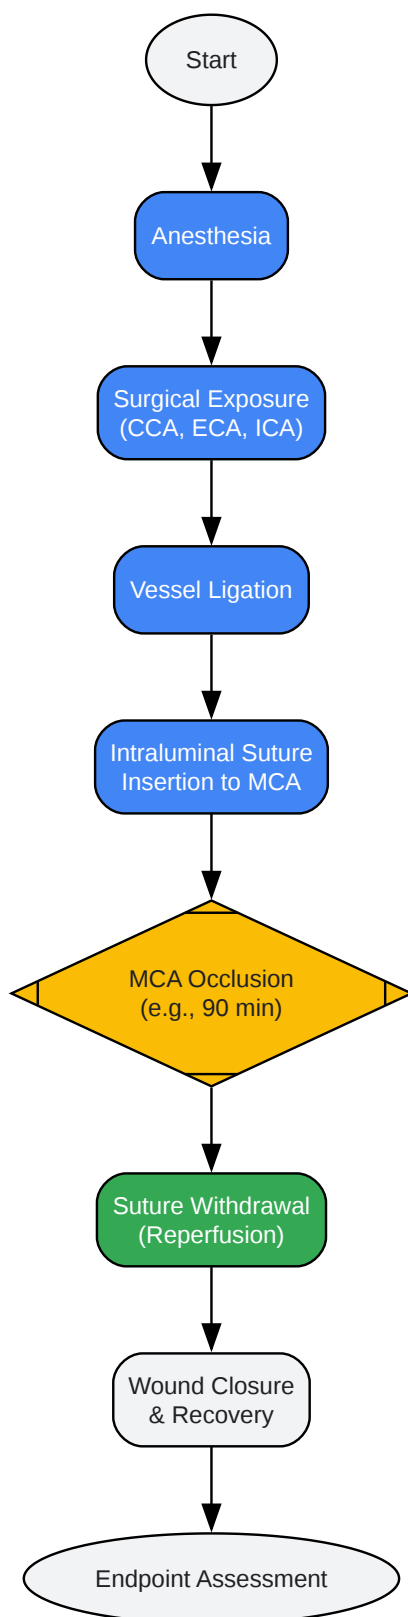 Start
Anesthesia
Surgical Exposure
(CCA, ECA, ICA)
Vessel Ligation
Intraluminal Suture
Insertion to MCA
MCA Occlusion
(e.g., 90 min)
Suture Withdrawal
(Reperfusion)
Wound Closure
& Recovery
Endpoint Assessment